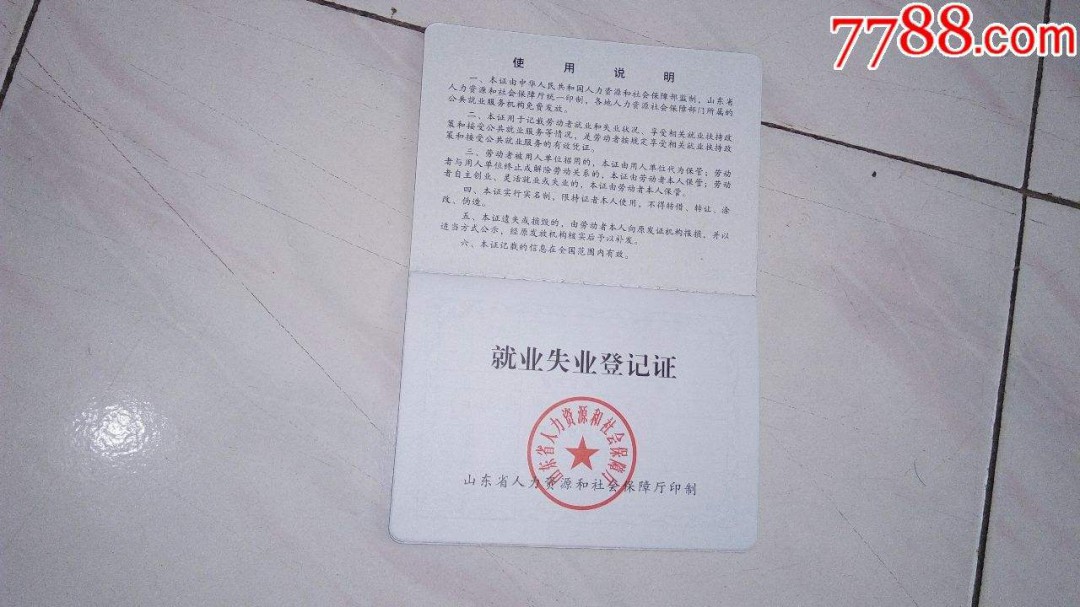 7788.com
使用说明
一、本证由中华人民共和国人力资源和社会保障部监制，山东省
人力资源和社会保障厅统一印制，各地人力资源社会保障部门所属的
公共就业服务机构免费发放。
二、本证用于记载劳动者就业和失业状况、享受相关就业扶持政
策和接受公共就业服务等情况，是劳动者按规定享受相关就业扶持政
策和接受公共就业服务的有效凭证。
三、劳动者被用人单位招用的，本证由用人单位代为保管；劳动
者与用人单位终止或解除劳动关系的，本证由劳动者本人保管；劳动
者自主创业、灵活就业或失业的，本证由劳动者本人保管。
四、本证实行实名制，限持证者本人使用，不得转借、转让、涂
改、伪造。
五、本证遗失或损毁的，由劳动者本人向原发证机构报损，并以
适当方式公示，经原发放机构核实后予以补发。
六、本证记载的信息在全国范围内有效。
就业失业登记证
山东省人力资源和社会保障厅
山东省人力资源和社会保障厅印制